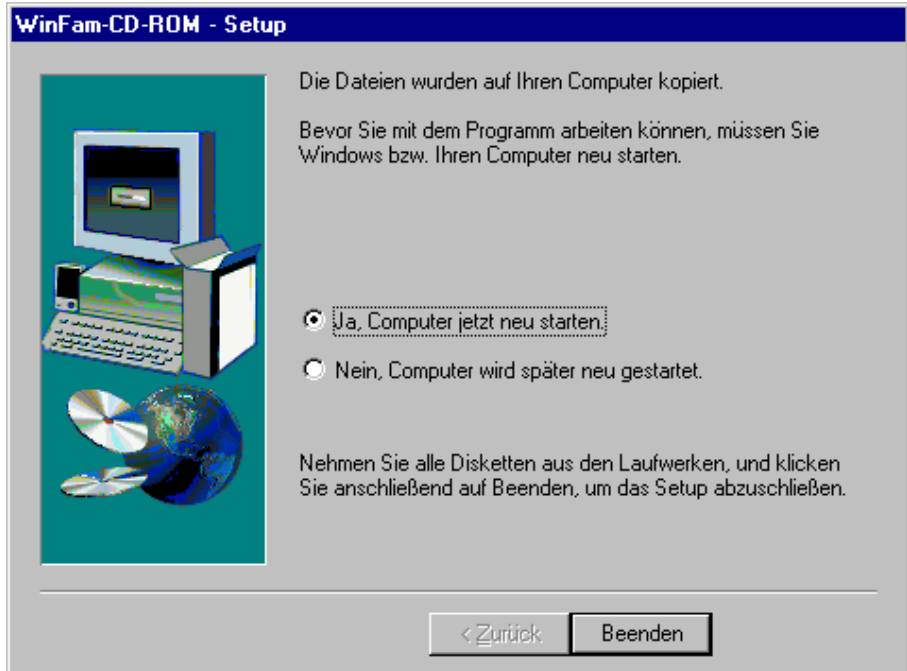 WinFam-CD-ROM - Setup
Die Dateien wurden auf Ihren Computer kopiert.
Bevor Sie mit dem Programm arbeiten können, müssen Sie
Windows bzw. Ihren Computer neu starten.
Ja, Computer jetzt neu starten.
Nein, Computer wird später neu gestartet.
Nehmen Sie alle Disketten aus den Laufwerken, und klicken
Sie anschließend auf Beenden, um das Setup abzuschließen.
< Zurück
Beenden